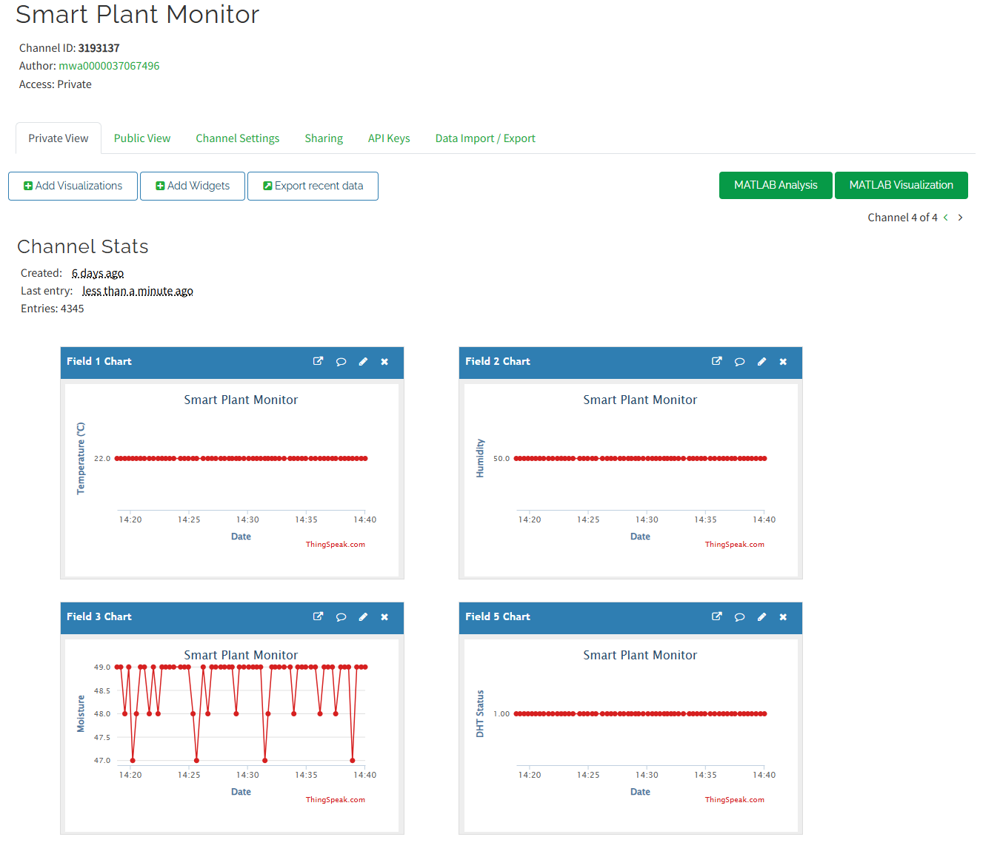 Smart Plant Monitor
Channel ID: 3193137
Author: mwa0000037067496
Access: Private
Private View
Public View
Channel Settings
Sharing
API Keys
Data Import / Export
Add Visualizations
Add Widgets
Export recent data
MATLAB Analysis
MATLAB Visualization
Channel 4 of 4 < >
Channel Stats
Created: 6 days ago
Last entry: less than a minute ago
Entries: 4345
Field 1 Chart
Smart Plant Monitor
Temperature (°C)
22.0
14:20 14:25 14:30 14:35 14:40
Date
ThingSpeak.com
Field 2 Chart
Smart Plant Monitor
Humidity
50.0
14:20 14:25 14:30 14:35 14:40
Date
ThingSpeak.com
Field 3 Chart
Smart Plant Monitor
Moisture
49.0
48.5
48.0
47.5
47.0
14:20 14:25 14:30 14:35 14:40
Date
ThingSpeak.com
Field 5 Chart
Smart Plant Monitor
DHT Status
1.00
14:20 14:25 14:30 14:35 14:40
Date
ThingSpeak.com